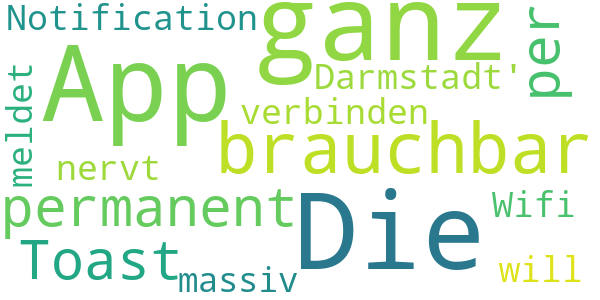 Notification
ganz
per
App
Darmstadt'
meldet
verbinden
brauchbar
nervt
permanent
Die
Wifi
Toast
massiv
will